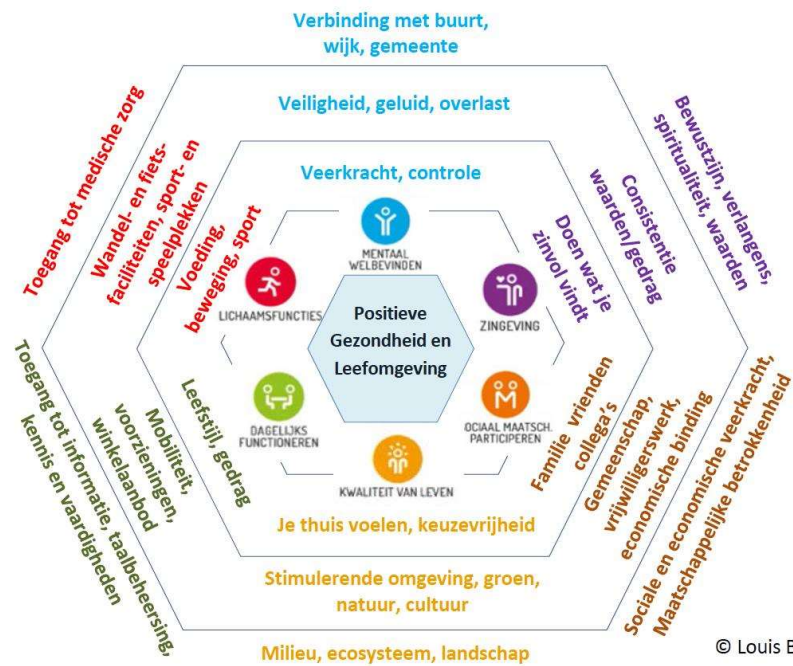 Verbinding met buurt,
wijk, gemeente
Veiligheid, geluid, overlast
Veerkracht, controle
Toegang tot medische zorg
Wandel- en fiets-
faciliteiten, sport- en
speelplekken
Voeding,
beweging, sport
Bewustzijn, verlangens,
spiritualiteit, waarden
Consistentie
waarden/gedrag
Doen wat je
zinvol vindt
MENTAAL
WELBEVINGEN
LICHAAMSFUNCTIES
ZINGEVING
Positieve
Gezondheid en
Leefomgeving
DAGELIJKS
FUNCTIONEREN
OCIAAL MAATSCH.
PARTICIPEREN
KWALITEIT VAN LEVEN
Leefstijl, gedrag
Mobiliteit,
voorzieningen,
winkelaanbod
Toegang tot informatie, taalbeheersing,
kennis en vaardigheden
Familie vrienden
collega's
Gemeenschap,
vrijwilligerswerk,
economische binding
Sociale en economische veerkracht,
Maatschappelijke betrokkenheid
Je thuis voelen, keuzevrijheid
Stimulerende omgeving, groen,
natuur, cultuur
Milieu, ecosysteem, landschap
© Louis B